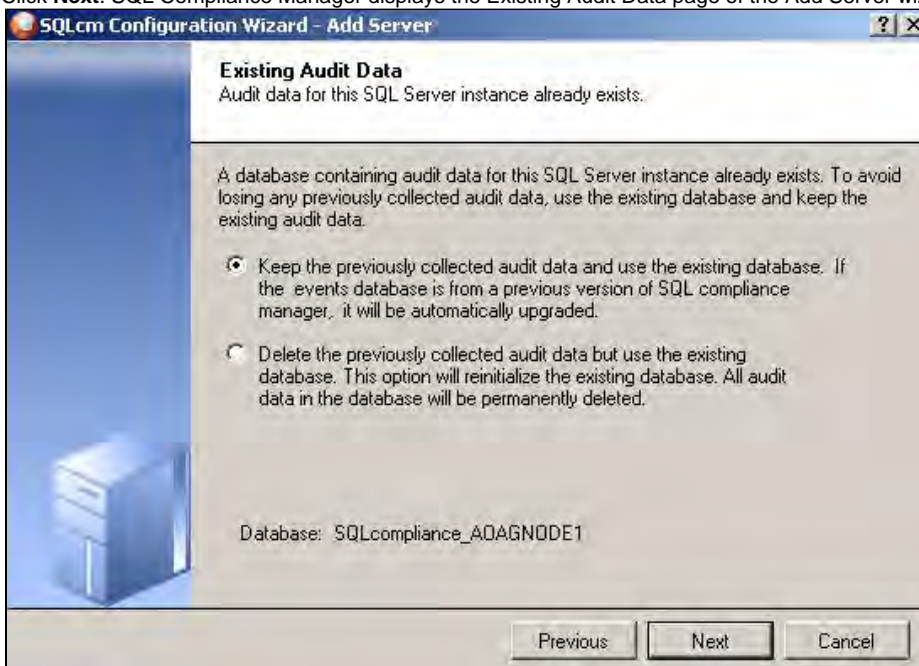 Click Next. SQL Compliance Manager displays the Existing Audit Data page of the Add Server
SQLcm Configuration Wizard - Add Server
Existing Audit Data
Audit data for this SQL Server instance already exists.
A database containing audit data for this SQL Server instance already exists. To avoid
losing any previously collected audit data, use the existing database and keep the
existing audit data.
Keep the previously collected audit data and use the existing database. If
the events database is from a previous version of SQL compliance
manager, it will be automatically upgraded.
Delete the previously collected audit data but use the existing
database. This option will reinitialize the existing database. All audit
data in the database will be permanently deleted.
Database: SQLcompliance_AOAGNODE1
Previous Next Cancel